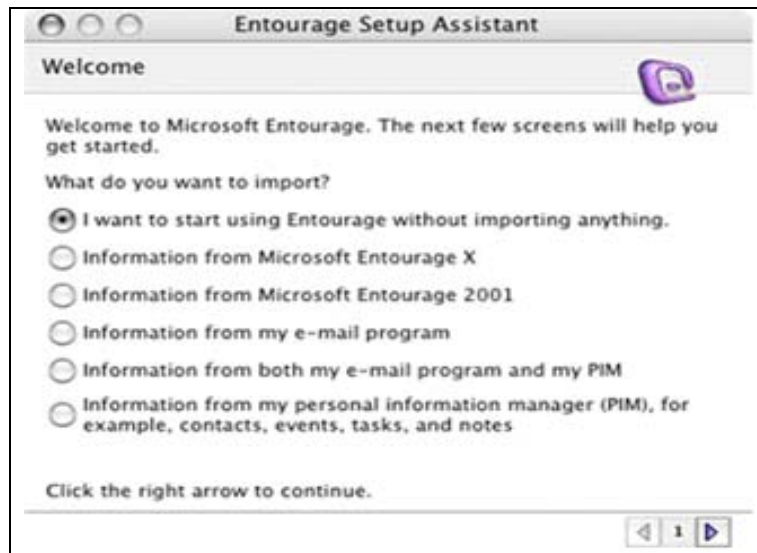 Entourage Setup Assistant
Welcome
Welcome to Microsoft Entourage. The next few screens will help you
get started.
What do you want to import?
I want to start using Entourage without importing anything.
Information from Microsoft Entourage X
Information from Microsoft Entourage 2001
Information from my e-mail program
Information from both my e-mail program and my PIM
Information from my personal information manager (PIM), for
example, contacts, events, tasks, and notes
Click the right arrow to continue.
1